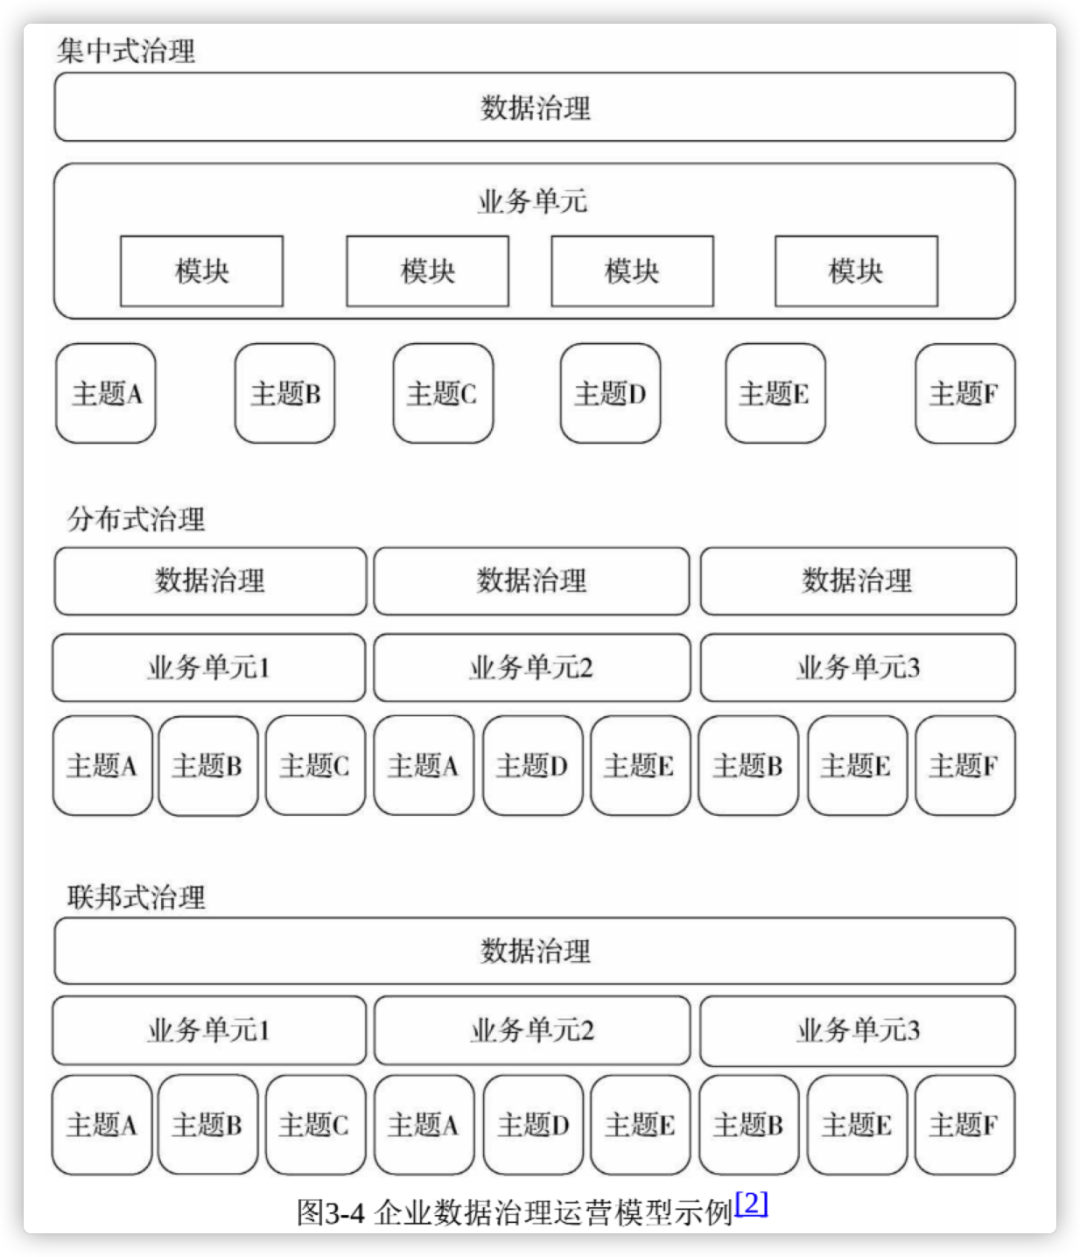 集中式治理
数据治理
业务单元
模块 模块 模块 模块
主题A 主题B 主题C 主题D 主题E 主题F
分布式治理
数据治理 数据治理 数据治理
业务单元1 业务单元2 业务单元3
主题A 主题B 主题C 主题A 主题D 主题E 主题B 主题E 主题F
联邦式治理
数据治理
业务单元1 业务单元2 业务单元3
主题A 主题B 主题C 主题A 主题D 主题E 主题B 主题E 主题F
图3-4 企业数据治理运营模型示例[2]